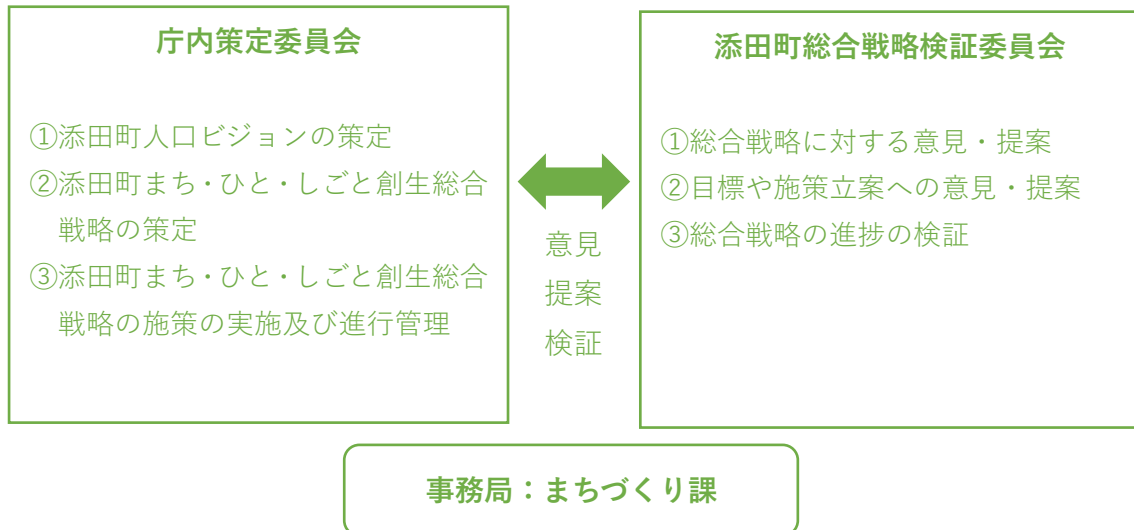 庁内策定委員会
①添田町人口ビジョンの策定
②添田町まち・ひと・しごと創生総合
戦略の策定
③添田町まち・ひと・しごと創生総合
戦略の施策の実施及び進行管理
意見
提案
検証
添田町総合戦略検証委員会
①総合戦略に対する意見・提案
②目標や施策立案への意見・提案
③総合戦略の進捗の検証
事務局：まちづくり課